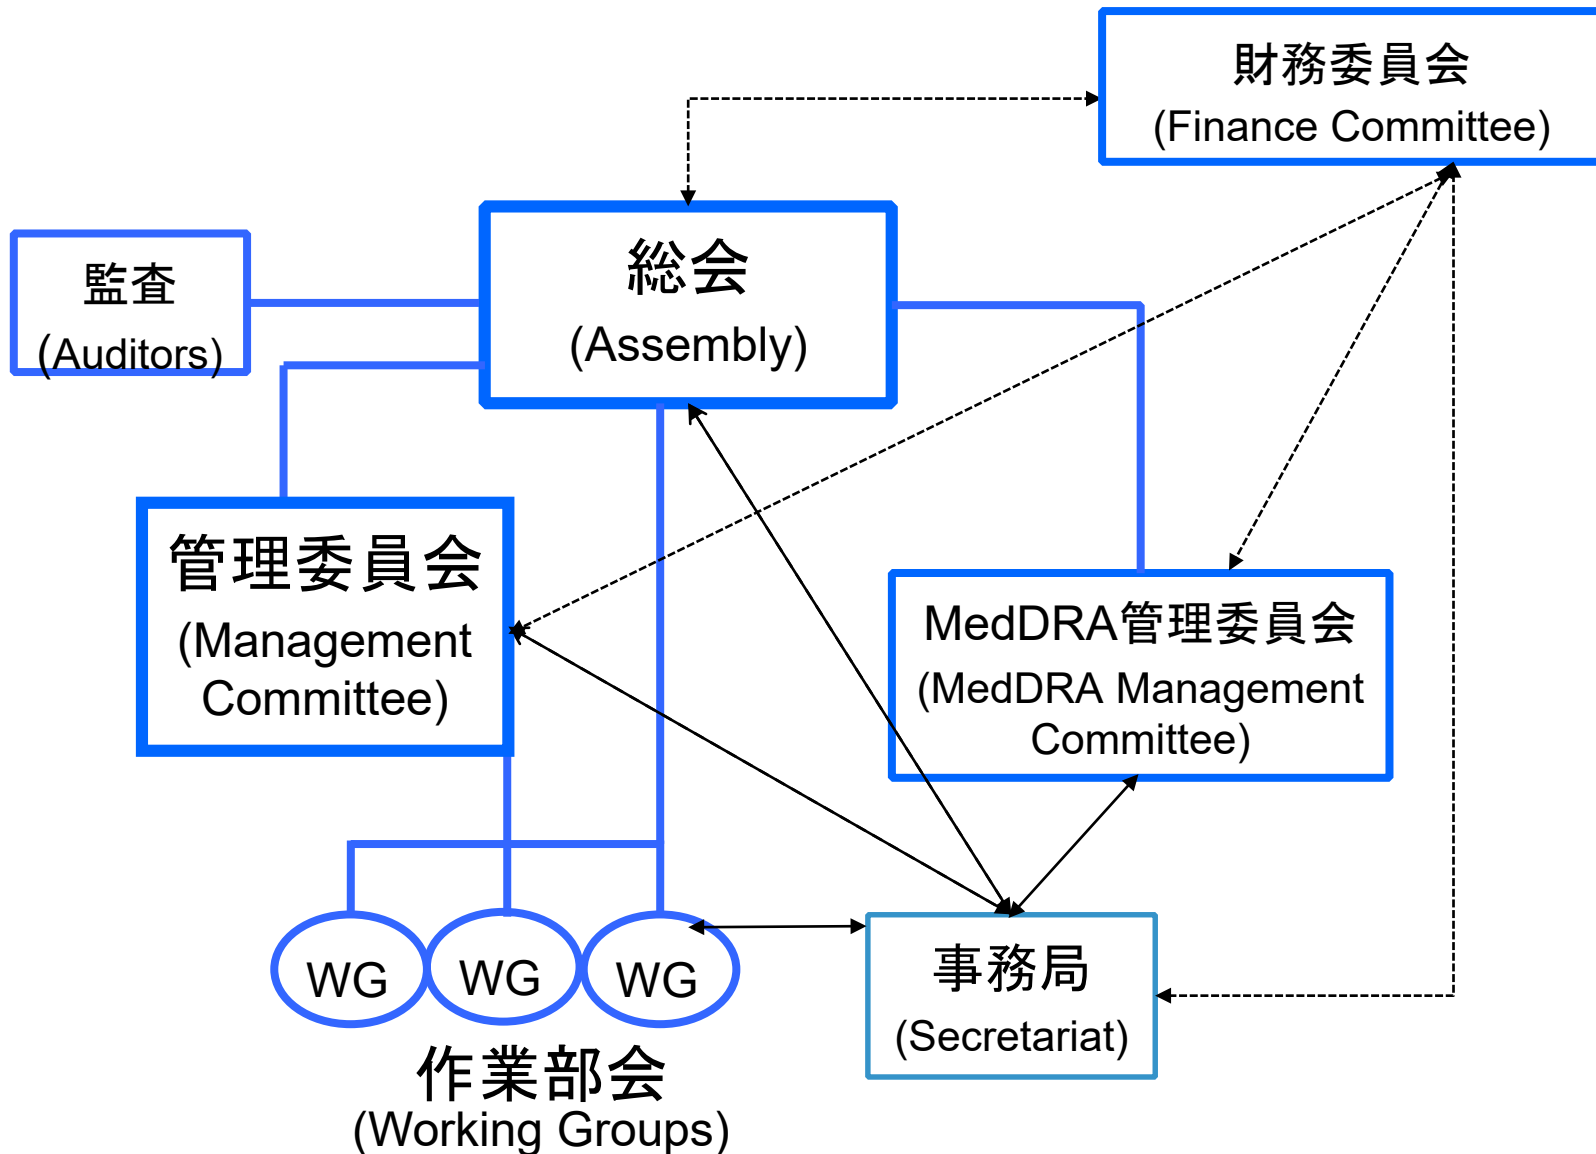 財務委員会
(Finance Committee)
総会
(Assembly)
監査
(Auditors)
管理委員会
(Management
Committee)
MedDRA管理委員会
(MedDRA Management
Committee)
WG
WG
WG
作業部会
(Working Groups)
事務局
(Secretariat)